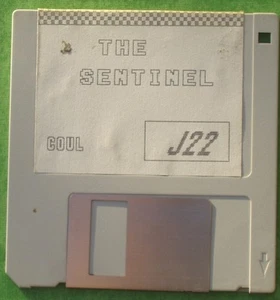 THE
SENTINEL
COUL
J22